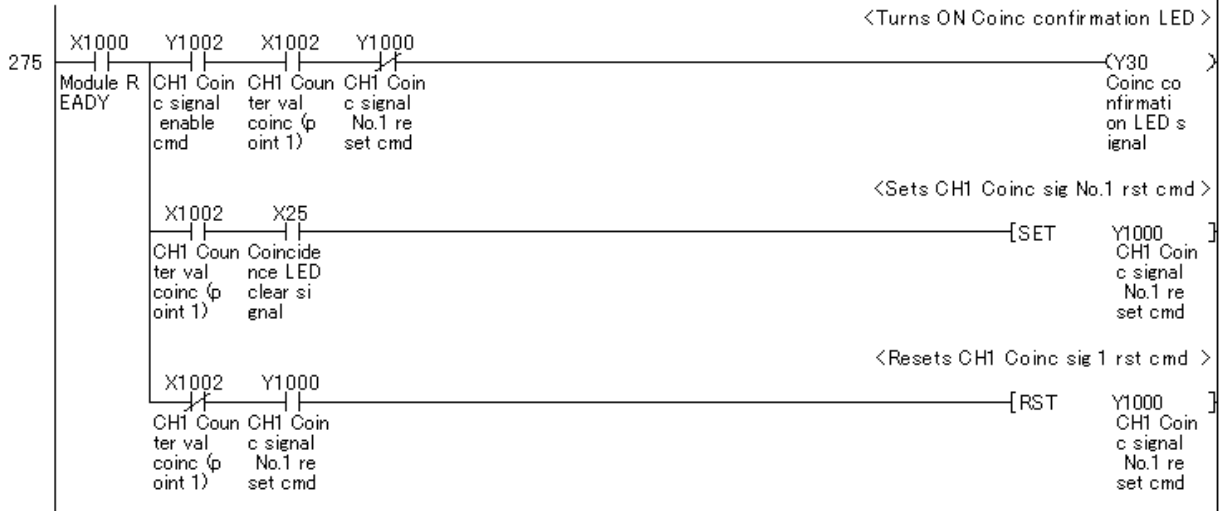 <Turns ON Coinc confirmation LED >
X1000 Y1002 X1002 Y1000
275 (Y30 )
Module R CH1 Coin CH1 Coun CH1 Coin Coinc co
EADY c signal ter val c signal nfirmati
enable coinc (p No.1 re on LED s
cmd oint 1) set cmd ignal
<Sets CH1 Coinc sig No.1 rst cmd >
X1002 X25
[SET Y1000 ]
CH1 Coun Coincide CH1 Coin
ter val nce LED c signal
coinc (p clear si No.1 re
oint 1) gnal set cmd
<Resets CH1 Coinc sig 1 rst cmd >
X1002 Y1000
[RST Y1000 ]
CH1 Coun CH1 Coin CH1 Coin
ter val c signal c signal
coinc (p No.1 re No.1 re
oint 1) set cmd set cmd